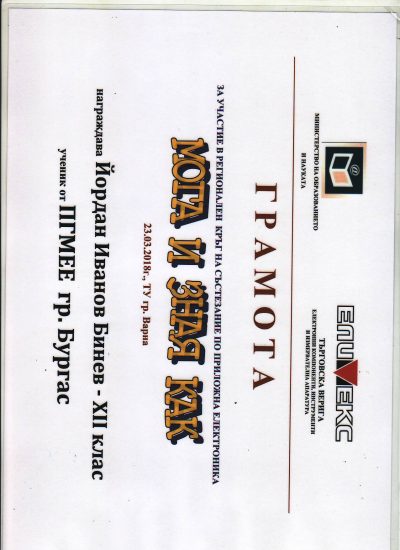 МИНИСТЕРСТВО НА ОБРАЗОВАНИЕТО
И НАУКАТА
ЕЛИМЕКС
ТЪРГОВСКА ВЕРИГА
ЕЛЕКТРОННИ КОМПОНЕНТИ, ИНСТРУМЕНТИ
И ИЗМЕРВАТЕЛНА АПАРАТУРА
ГРАМОТА
ЗА УЧАСТИЕ В РЕГИОНАЛЕН КРЪГ НА СЪСТЕЗАНИЕ ПО ПРИЛОЖНА ЕЛЕКТРОНИКА
МОГА И ЗНАЯ КАК
23.03.2018г., ТУ гр. Варна
награждава Йордан Иванов Бинев - XII клас
ученик от ПГМЕЕ гр. Бургас